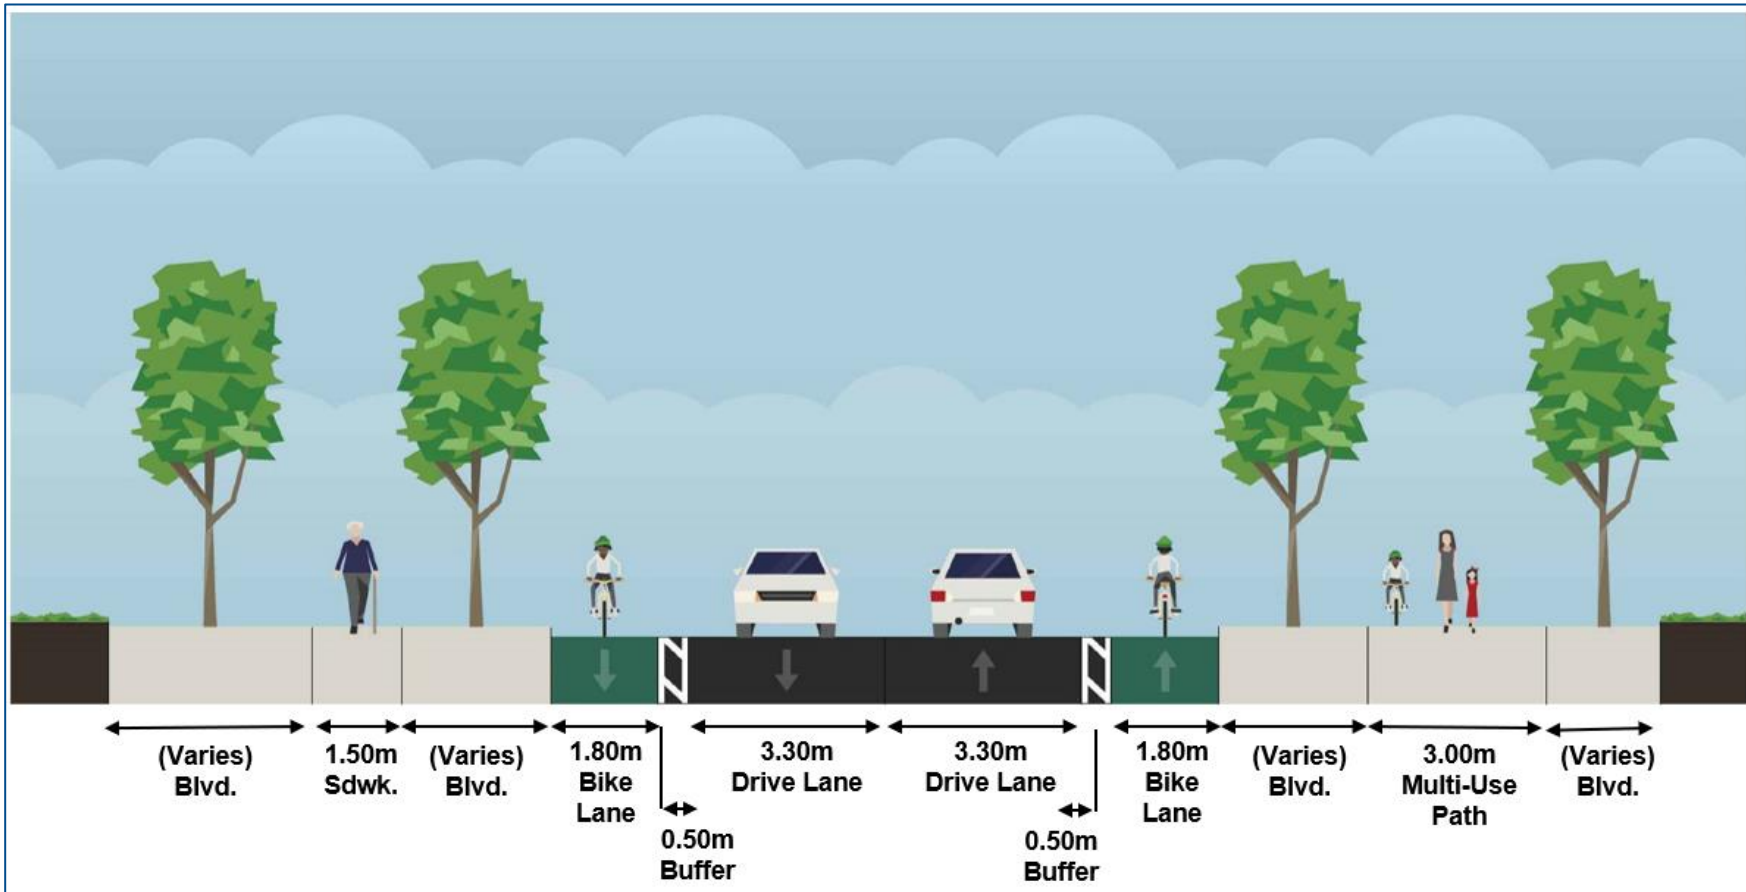 (Varies)
Blvd.
1.50m
Sdwk.
(Varies)
Blvd.
1.80m
Bike
Lane
0.50m
Buffer
3.30m
Drive Lane
3.30m
Drive Lane
0.50m
Buffer
1.80m
Bike
Lane
(Varies)
Blvd.
3.00m
Multi-Use
Path
(Varies)
Blvd.